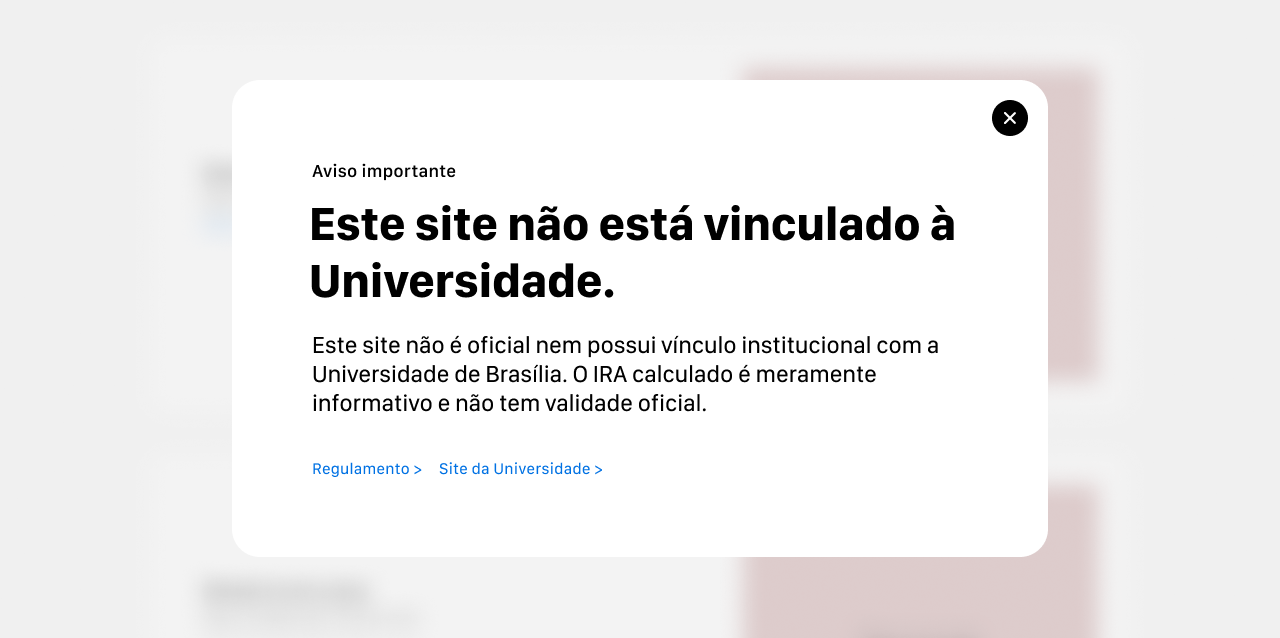 Aviso importante
Este site não está vinculado à
Universidade.
Este site não é oficial nem possui vínculo institucional com a
Universidade de Brasília. O IRA calculado é meramente
informativo e não tem validade oficial.
Regulamento > Site da Universidade >